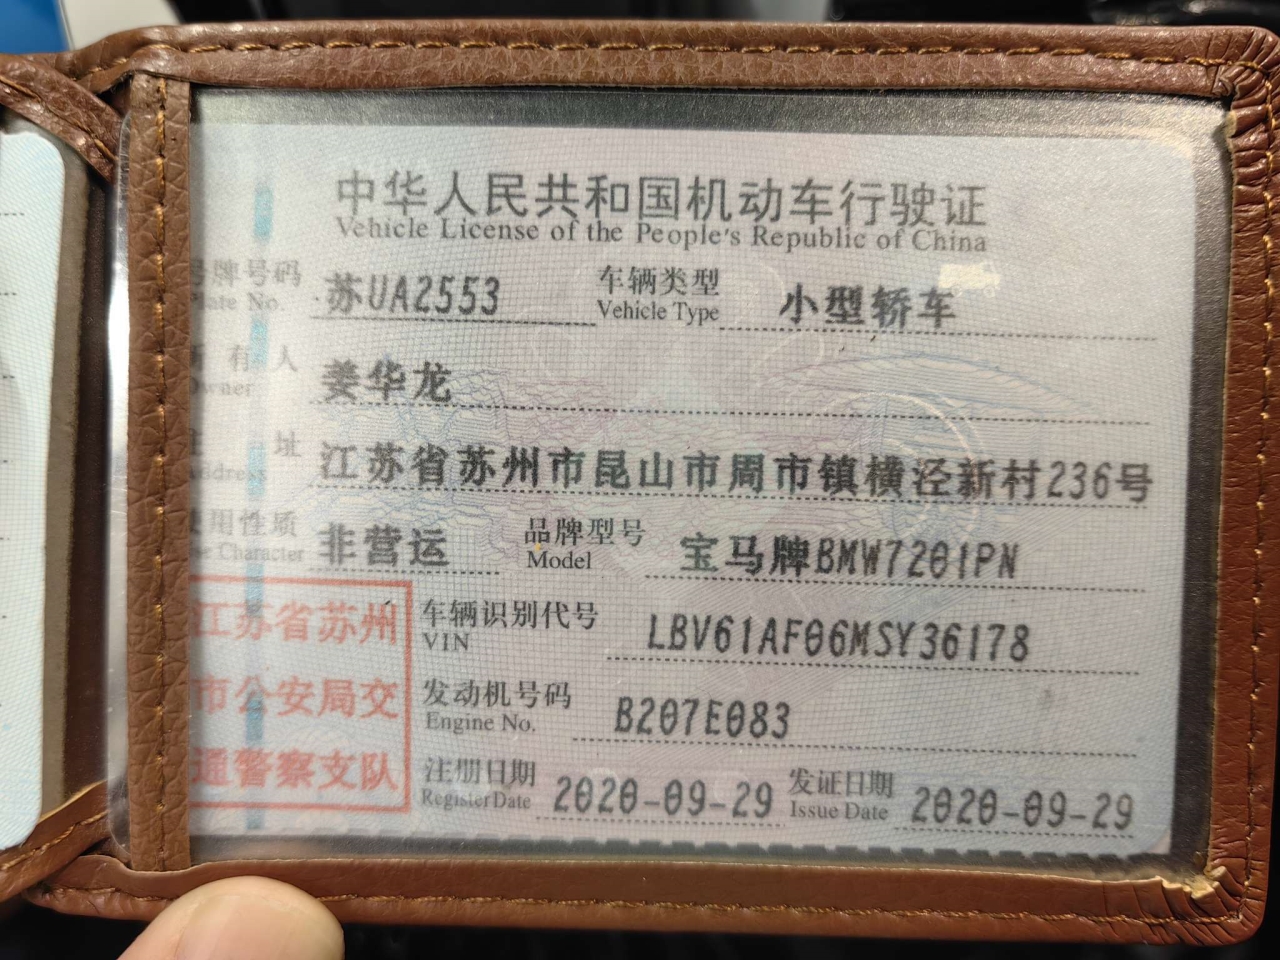 中华人民共和国机动车行驶证
Vehicle License of the People's Republic of China
号牌号码 苏UA2553 车辆类型 小型轿车
Plate No. Vehicle Type
所有人 姜华龙
Owner
住址 江苏省苏州市昆山市周市镇横泾新村236号
Address
使用性质 非营运 品牌型号 宝马牌BMW7201PN
Character Model
江苏省苏州 车辆识别代号 LBV61AF06MSY36178
VIN
市公安局交 发动机号码 B207E083
Engine No.
通警察支队 注册日期 2020-09-29 发证日期 2020-09-29
Register Date Issue Date